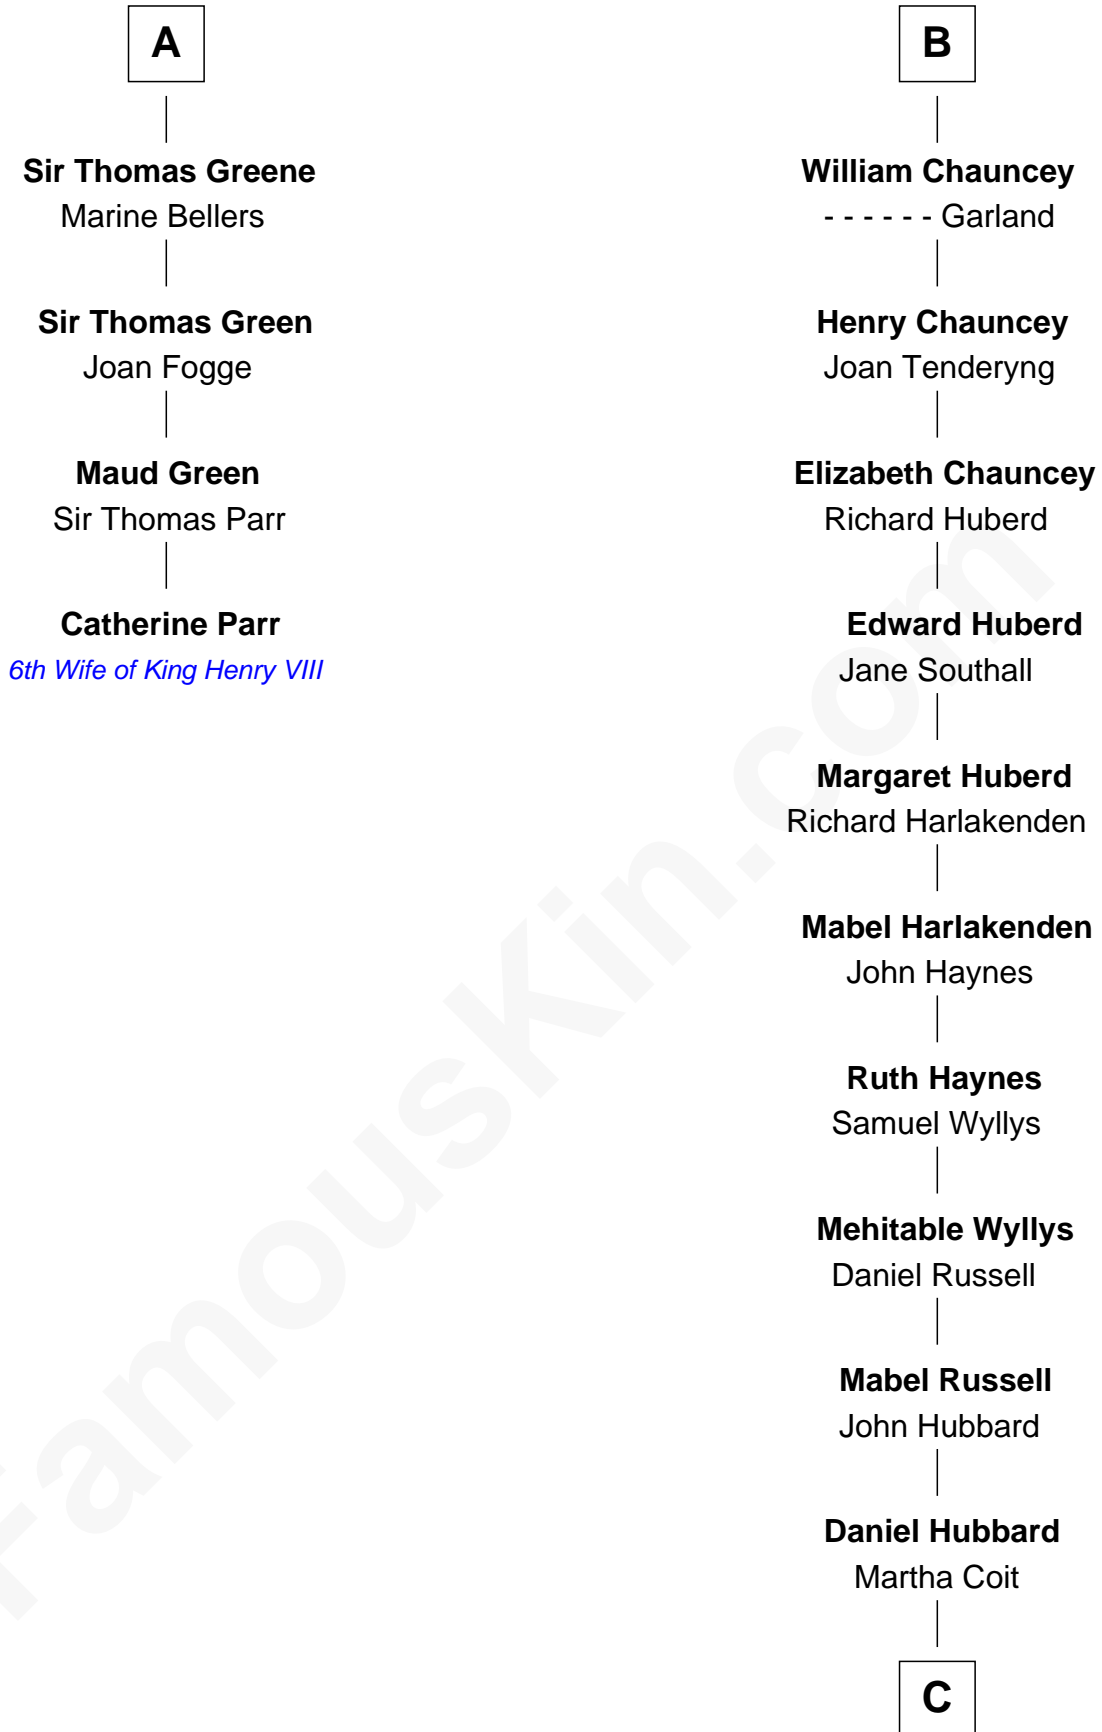 A
Sir Thomas Greene
Marine Bellers
Sir Thomas Green
Joan Fogge
Maud Green
Sir Thomas Parr
Catherine Parr
6th Wife of King Henry VIII
B
William Chauncey
- - - - - - Garland
Henry Chauncey
Joan Tenderyng
Elizabeth Chauncey
Richard Huberd
Edward Huberd
Jane Southall
Margaret Huberd
Richard Harlakenden
Mabel Harlakenden
John Haynes
Ruth Haynes
Samuel Wyllys
Mehitable Wyllys
Daniel Russell
Mabel Russell
John Hubbard
Daniel Hubbard
Martha Coit
C
FamousKin.com